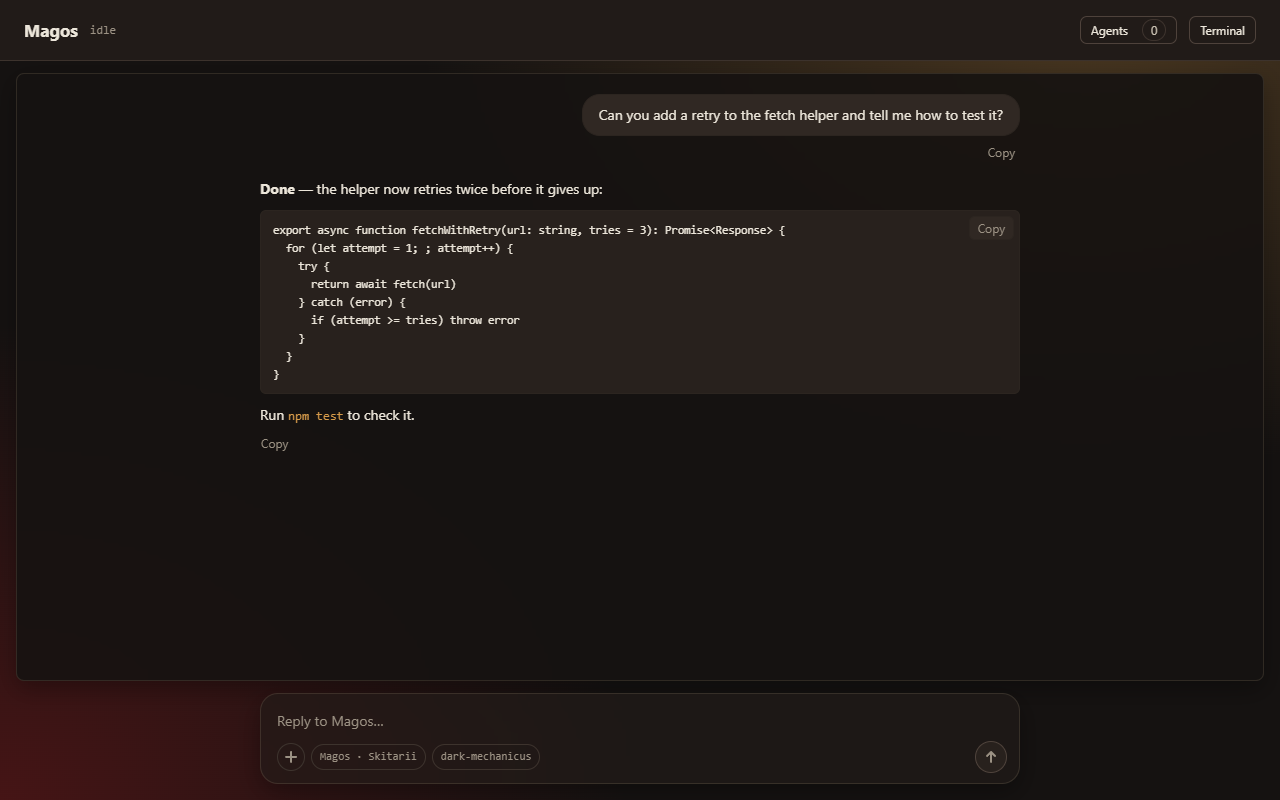 Magos idle
Agents 0 Terminal
Can you add a retry to the fetch helper and tell me how to test it?
Copy
Done — the helper now retries twice before it gives up:
Copy
export async function fetchWithRetry(url: string, tries = 3): Promise<Response> {
  for (let attempt = 1; ; attempt++) {
    try {
      return await fetch(url)
    } catch (error) {
      if (attempt >= tries) throw error
    }
  }
}
Run npm test to check it.
Copy
Reply to Magos...
Magos · Skitarii dark-mechanicus